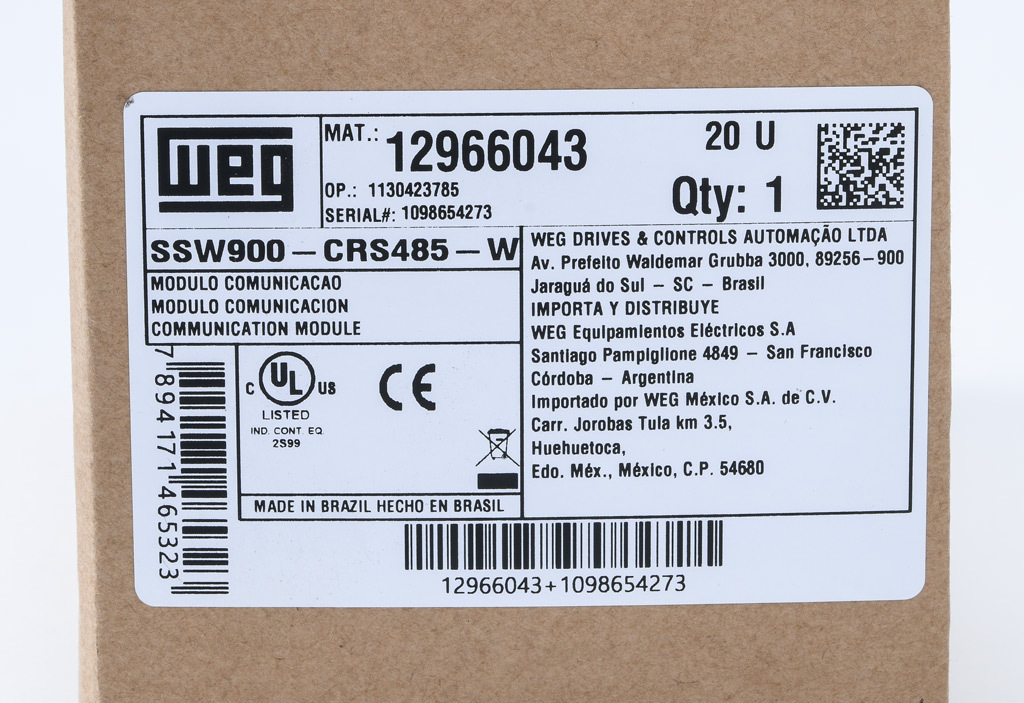 WEG
MAT.: 12966043
20 U
OP.: 1130423785
Qty: 1
SERIAL#: 1098654273
SSW900-CRS485-W
MODULO COMUNICACAO
MODULO COMUNICACION
COMMUNICATION MODULE
WEG DRIVES & CONTROLS AUTOMAÇÃO LTDA
Av. Prefeito Waldemar Grubba 3000, 89256-900
Jaraguá do Sul - SC - Brasil
IMPORTA Y DISTRIBUYE
WEG Equipamientos Eléctricos S.A
Santiago Pampiglione 4849 - San Francisco
Córdoba - Argentina
Importado por WEG México S.A. de C.V.
Carr. Jorobas Tula km 3.5,
Huehuetoca,
Edo. Méx., México, C.P. 54680
7 894171 465323
C UL US
LISTED
IND. CONT. EQ.
2S99
CE
MADE IN BRAZIL HECHO EN BRASIL
12966043+1098654273